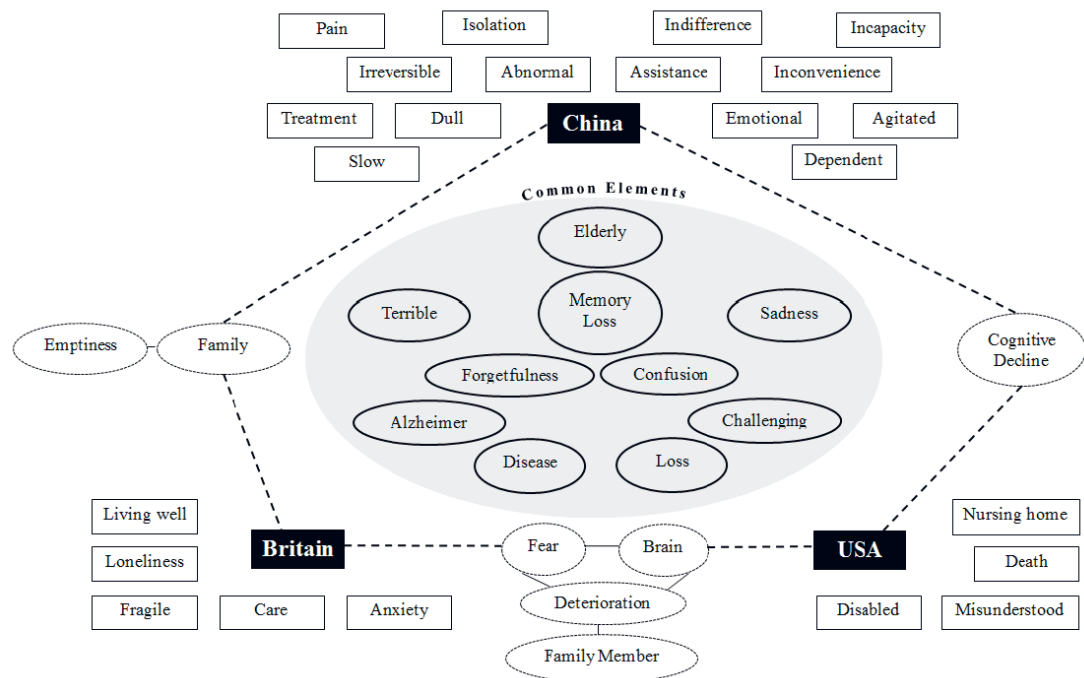 Pain
Isolation
Indifference
Incapacity
Irreversible
Abnormal
Assistance
Inconvenience
Treatment
Dull
China
Emotional
Agitated
Slow
Dependent
Common Elements
Elderly
Memory
Loss
Terrible
Sadness
Emptiness
Family
Cognitive
Decline
Forgetfulness
Confusion
Alzheimer
Challenging
Disease
Loss
Living well
Nursing home
Britain
Fear
Brain
USA
Loneliness
Death
Fragile
Care
Anxiety
Deterioration
Disabled
Misunderstood
Family Member